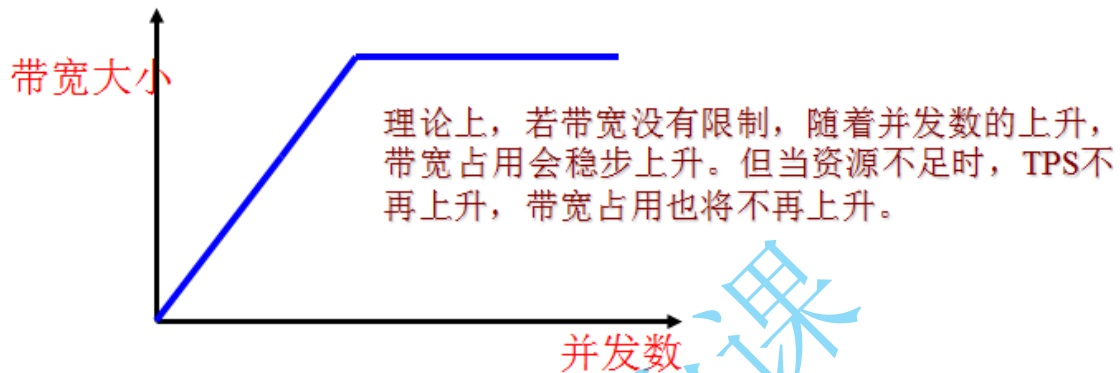 带宽大小
理论上，若带宽没有限制，随着并发数的上升，
带宽占用会稳步上升。但当资源不足时，TPS不
再上升，带宽占用也将不再上升。
并发数
课